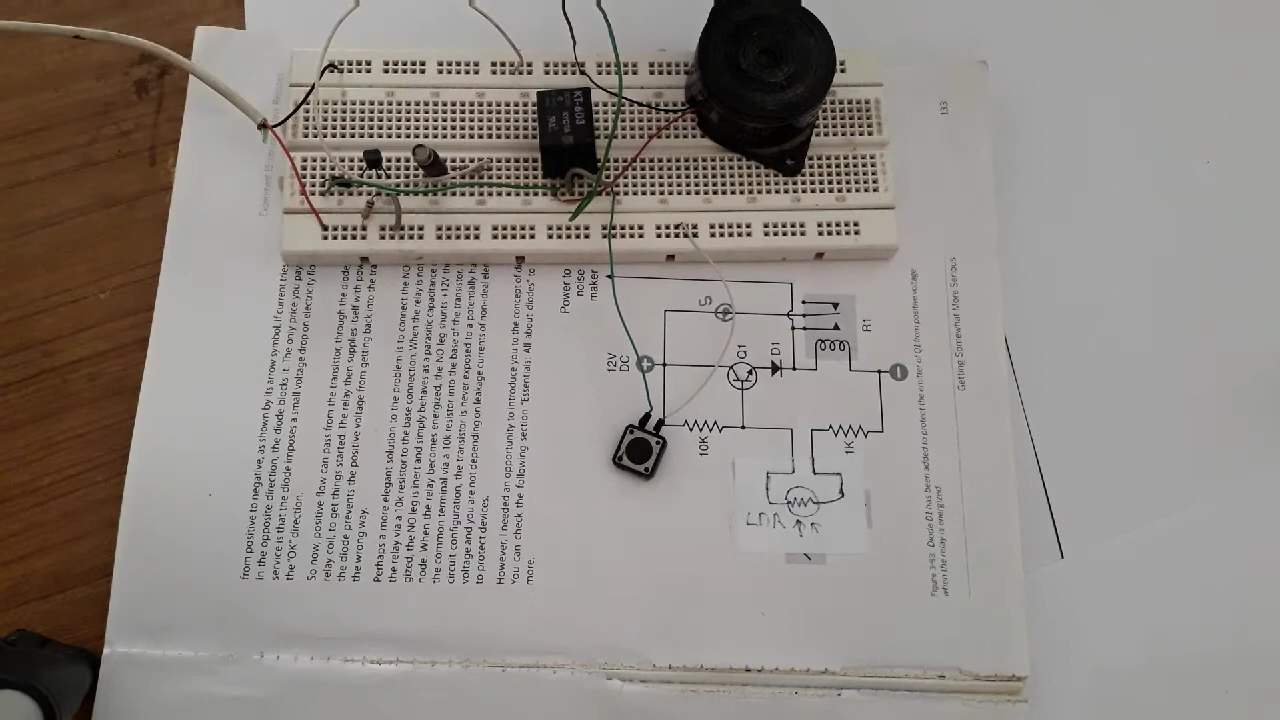 Experiment 15
from positive to negative, as shown by its arrow symbol. If current tries
in the opposite direction, the diode blocks it. The only price you pay
service is that the diode imposes a small voltage drop on electricity flo
the "OK" direction.
So now, positive flow can pass from the transistor through the diode
relay coil, to get things started. The relay then supplies itself with pow
the diode prevents the positive voltage from getting back into the tra
the wrong way.
Perhaps a more elegant solution to the problem is to connect the NO
the relay via a 10k resistor to the base connection. When the relay is not
gized, the NO leg is inert and simply behaves as a parasitic capacitance
node. When the relay becomes energized, the NO leg shunts +12V th
the common terminal via a 10k resistor into the base of the transistor.
circuit configuration, the transistor is never exposed to a potentially ha
voltage and you are not depending on leakage currents of non-ideal ele
to protect devices.
However, I needed an opportunity to introduce you to the concept of di
You can check the following section "Essentials: All about diodes" to
more.
Power to
noise
maker
12V
DC
S
Q1
D1
R1
10K
1K
LDR
Figure 3-93 Diode D1 has been added to protect the emitter of Q1 from positive voltage
when the relay is energized.
Getting Somewhat More Serious
133
KT-603
KYOTA